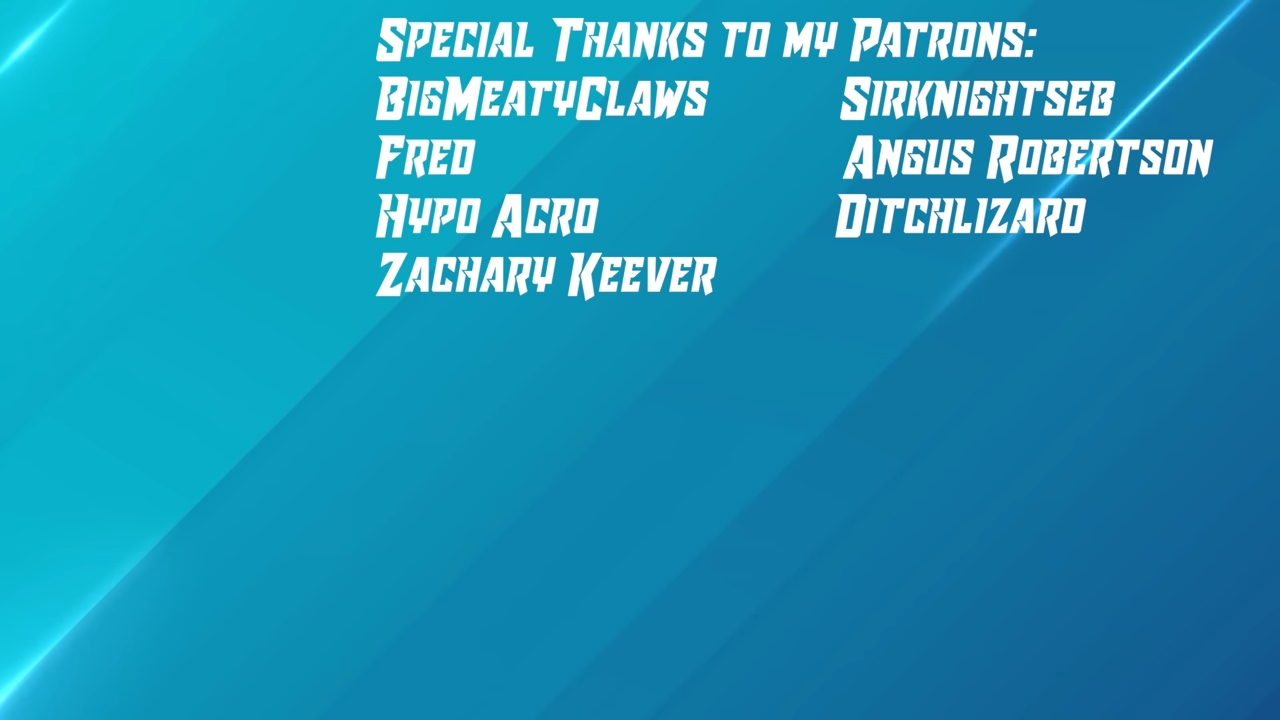 Special Thanks to my Patrons:
BigMeatyClaws Sirknightseb
Fred Angus Robertson
Hypo Acro Ditchlizard
Zachary Keever